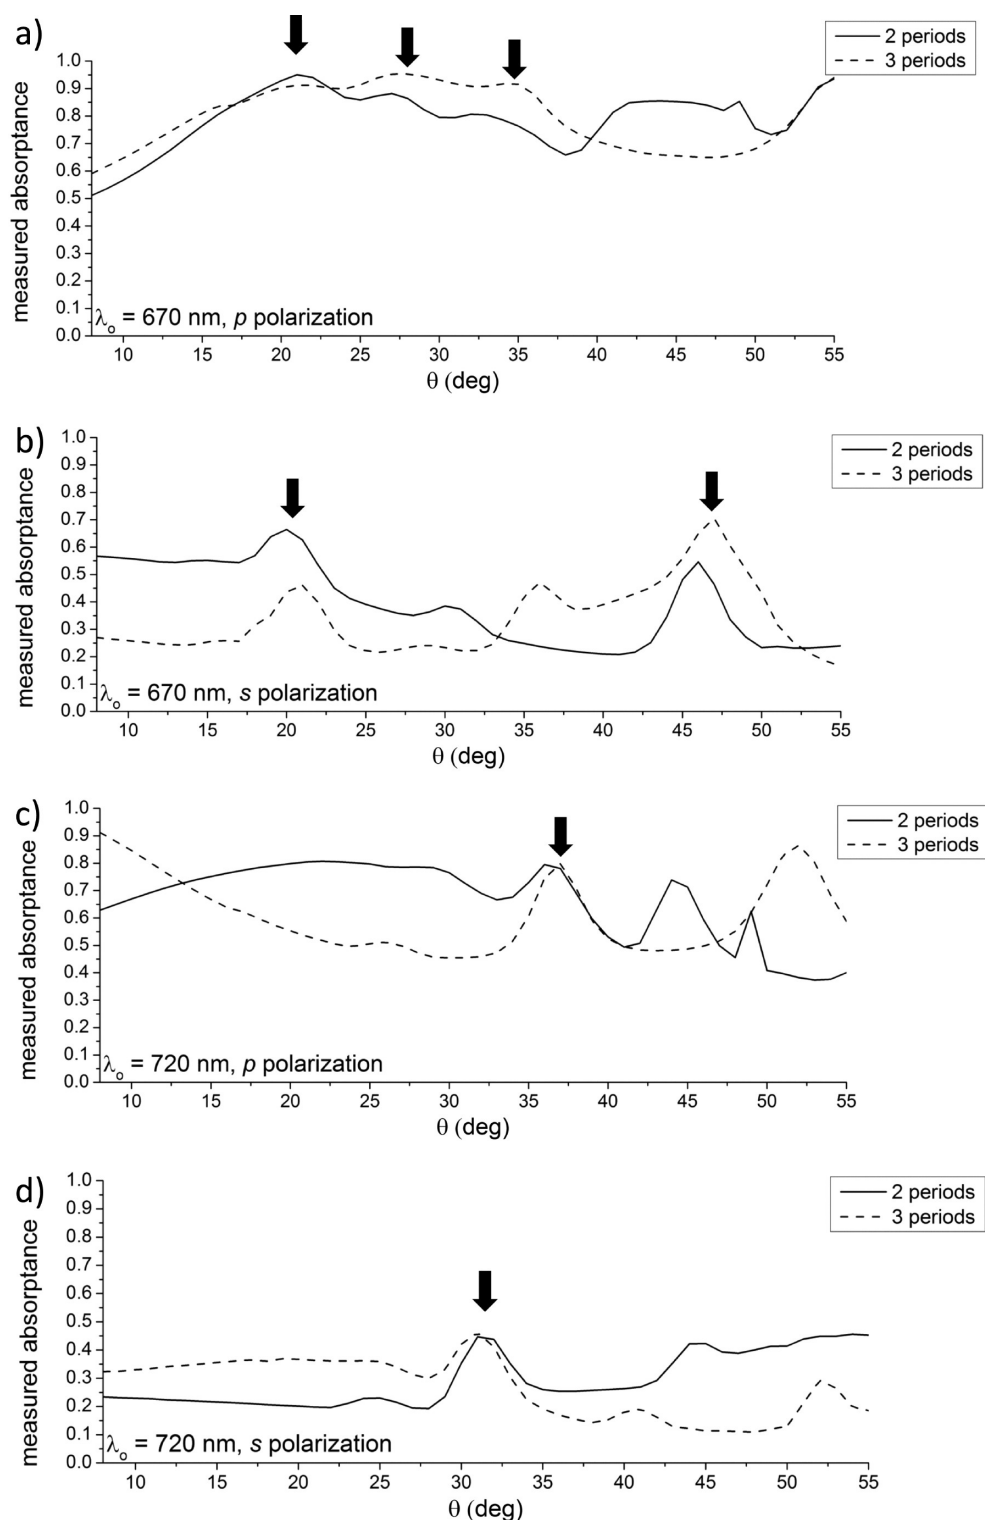 a)
2 periods
3 periods
1.0
0.9
0.8
0.7
0.6
0.5
0.4
0.3
0.2
0.1
0.0
measured absorptance
λo = 670 nm, p polarization
10 15 20 25 30 35 40 45 50 55
θ (deg)
b)
2 periods
3 periods
1.0
0.9
0.8
0.7
0.6
0.5
0.4
0.3
0.2
0.1
0.0
measured absorptance
λo = 670 nm, s polarization
10 15 20 25 30 35 40 45 50 55
θ (deg)
c)
2 periods
3 periods
1.0
0.9
0.8
0.7
0.6
0.5
0.4
0.3
0.2
0.1
0.0
measured absorptance
λo = 720 nm, p polarization
10 15 20 25 30 35 40 45 50 55
θ (deg)
d)
2 periods
3 periods
1.0
0.9
0.8
0.7
0.6
0.5
0.4
0.3
0.2
0.1
0.0
measured absorptance
λo = 720 nm, s polarization
10 15 20 25 30 35 40 45 50 55
θ (deg)